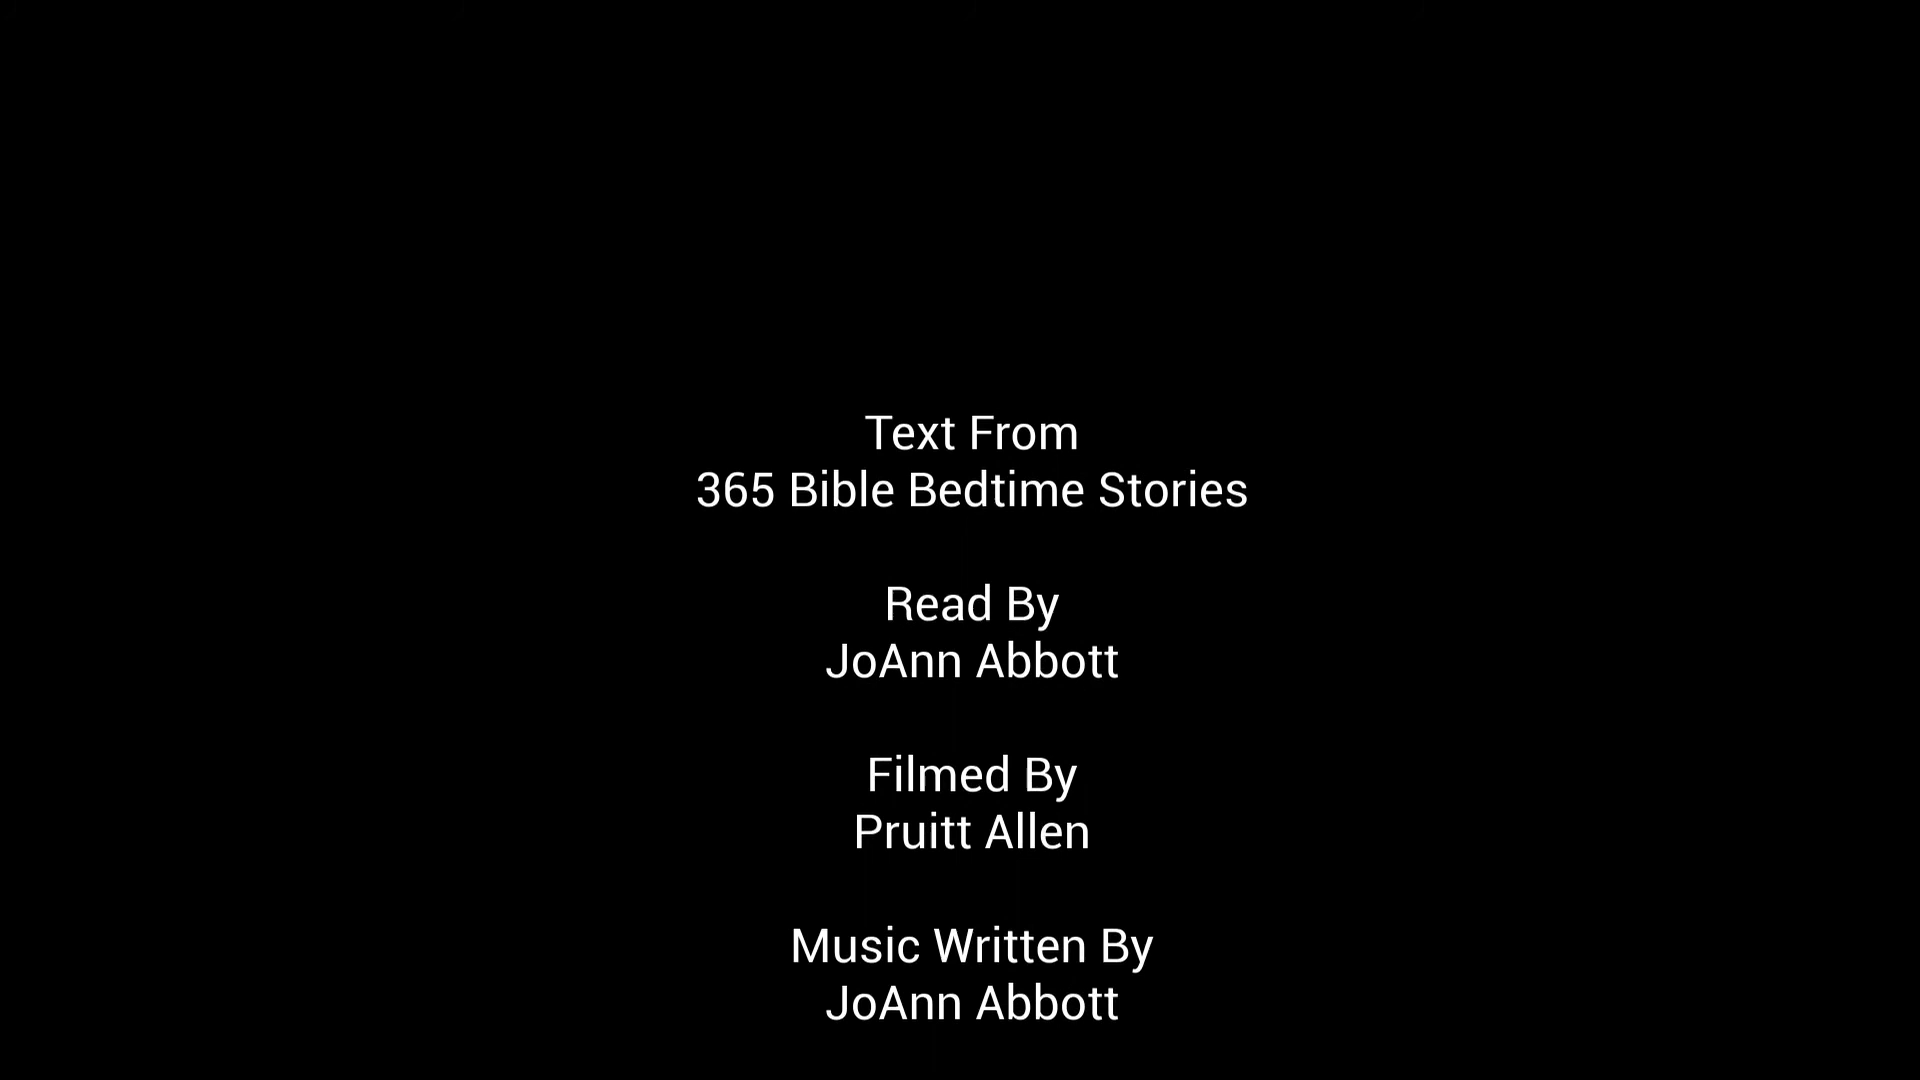 Text From
365 Bible Bedtime Stories
Read By
JoAnn Abbott
Filmed By
Pruitt Allen
Music Written By
JoAnn Abbott